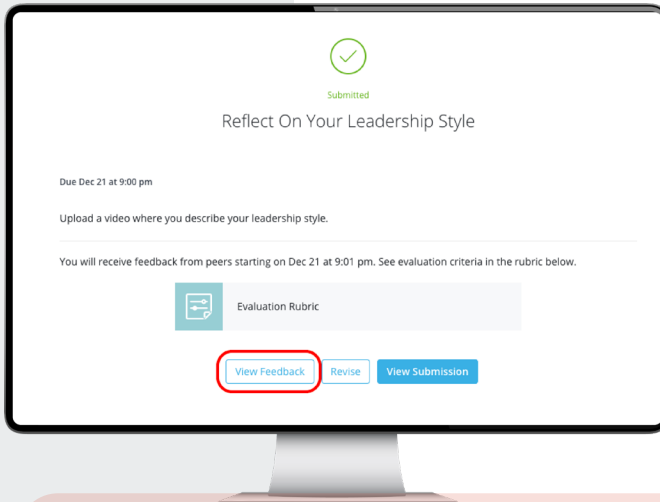 Submitted
Reflect On Your Leadership Style
Due Dec 21 at 9:00 pm
Upload a video where you describe your leadership style.
You will receive feedback from peers starting on Dec 21 at 9:01 pm. See evaluation criteria in the rubric below.
Evaluation Rubric
View Feedback Revise View Submission